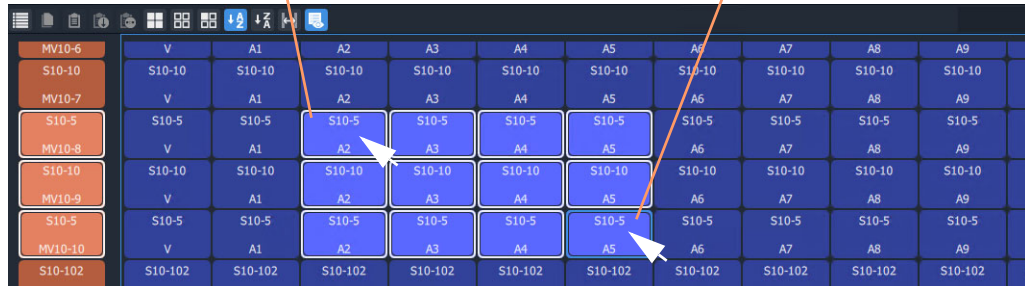 MV10-6 V A1 A2 A3 A4 A5 A6 A7 A8 A9
S10-10 S10-10 S10-10 S10-10 S10-10 S10-10 S10-10 S10-10 S10-10 S10-10 S10-10
MV10-7 V A1 A2 A3 A4 A5 A6 A7 A8 A9
S10-5 S10-5 S10-5 S10-5 S10-5 S10-5 S10-5 S10-5 S10-5 S10-5 S10-5
MV10-8 V A1 A2 A3 A4 A5 A6 A7 A8 A9
S10-10 S10-10 S10-10 S10-10 S10-10 S10-10 S10-10 S10-10 S10-10 S10-10 S10-10
MV10-9 V A1 A2 A3 A4 A5 A6 A7 A8 A9
S10-5 S10-5 S10-5 S10-5 S10-5 S10-5 S10-5 S10-5 S10-5 S10-5 S10-5
MV10-10 V A1 A2 A3 A4 A5 A6 A7 A8 A9
S10-102 S10-102 S10-102 S10-102 S10-102 S10-102 S10-102 S10-102 S10-102 S10-102 S10-102